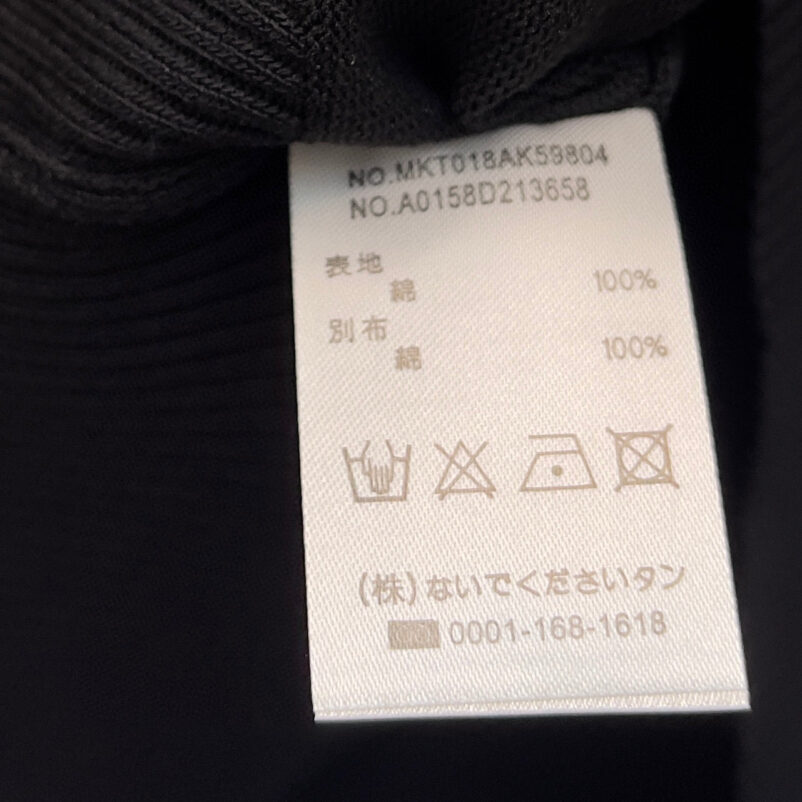 NO.MKT018AK59804
NO.A0158D213658
表地
綿 100%
別布
綿 100%
(株)ないでくださいタン
0001-168-1618